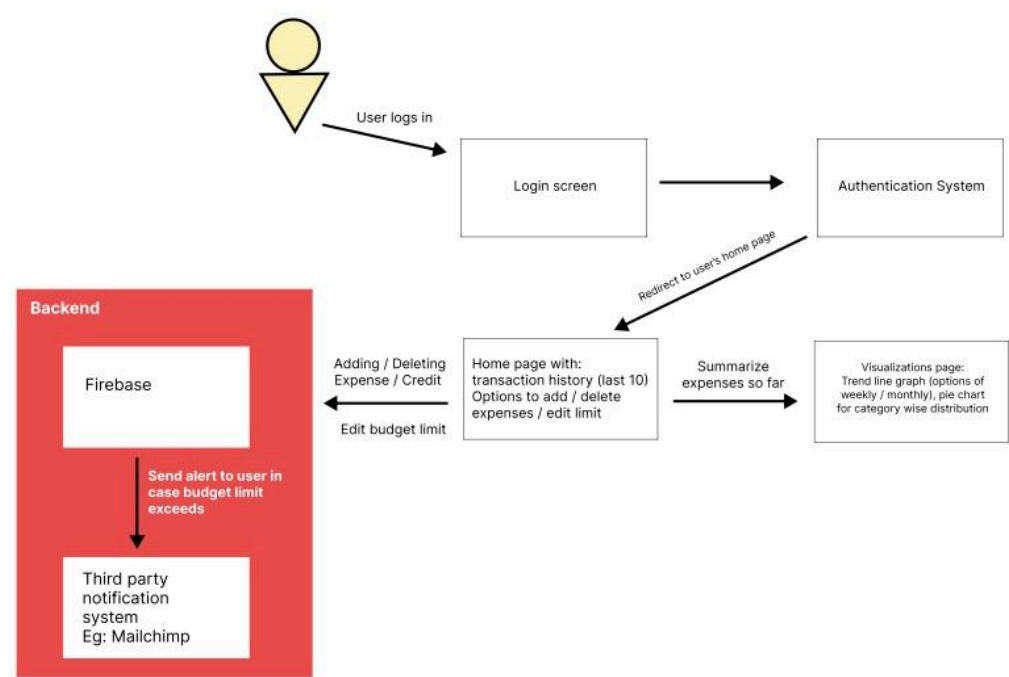 User logs in
Login screen
Authentication System
Redirect to user's home page
Backend
Firebase
Send alert to user in
case budget limit
exceeds
Third party
notification
system
Eg: Mailchimp
Adding / Deleting
Expense / Credit
Edit budget limit
Home page with:
transaction history (last 10)
Options to add / delete
expenses / edit limit
Summarize
expenses so far
Visualizations page:
Trend line graph (options of
weekly / monthly), pie chart
for category wise distribution